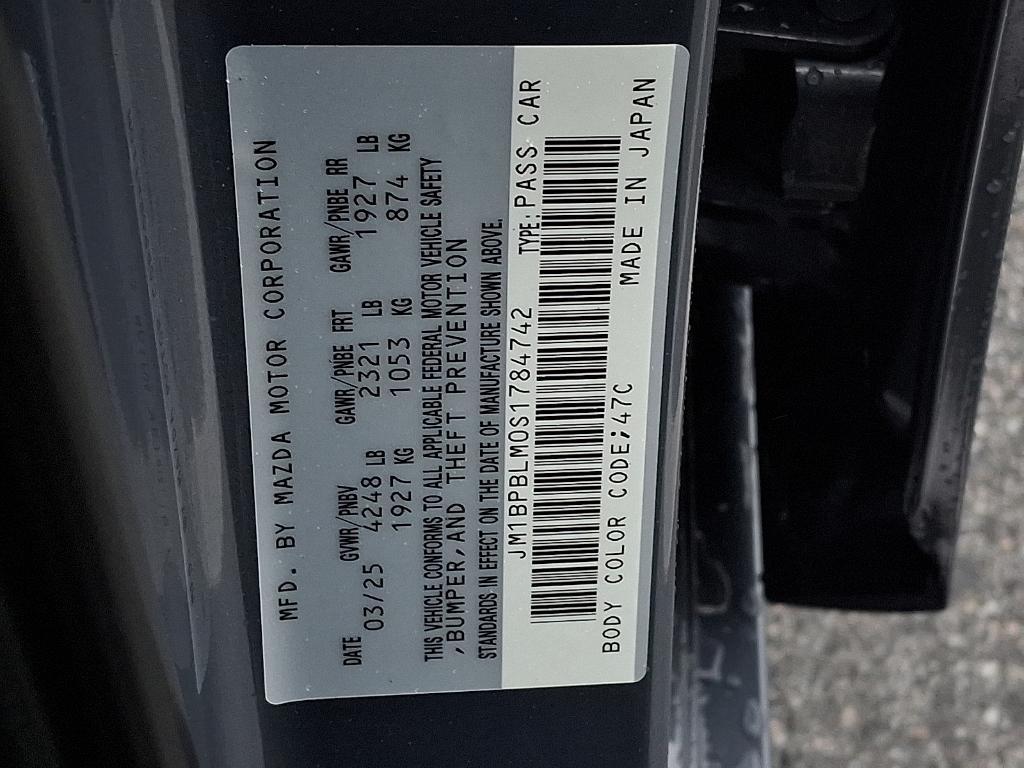 MFD. BY MAZDA MOTOR CORPORATION
DATE GVWR/PNBV GAWR/PNBE FRT GAWR/PNBE RR
03/25 4248 LB 2321 LB 1927 LB
1927 KG 1053 KG 874 KG
THIS VEHICLE CONFORMS TO ALL APPLICABLE FEDERAL MOTOR VEHICLE SAFETY
,BUMPER,AND THEFT PREVENTION
STANDARDS IN EFFECT ON THE DATE OF MANUFACTURE SHOWN ABOVE.
JM1BPBLM0S1784742 TYPE:PASS CAR
BODY COLOR CODE;47C MADE IN JAPAN